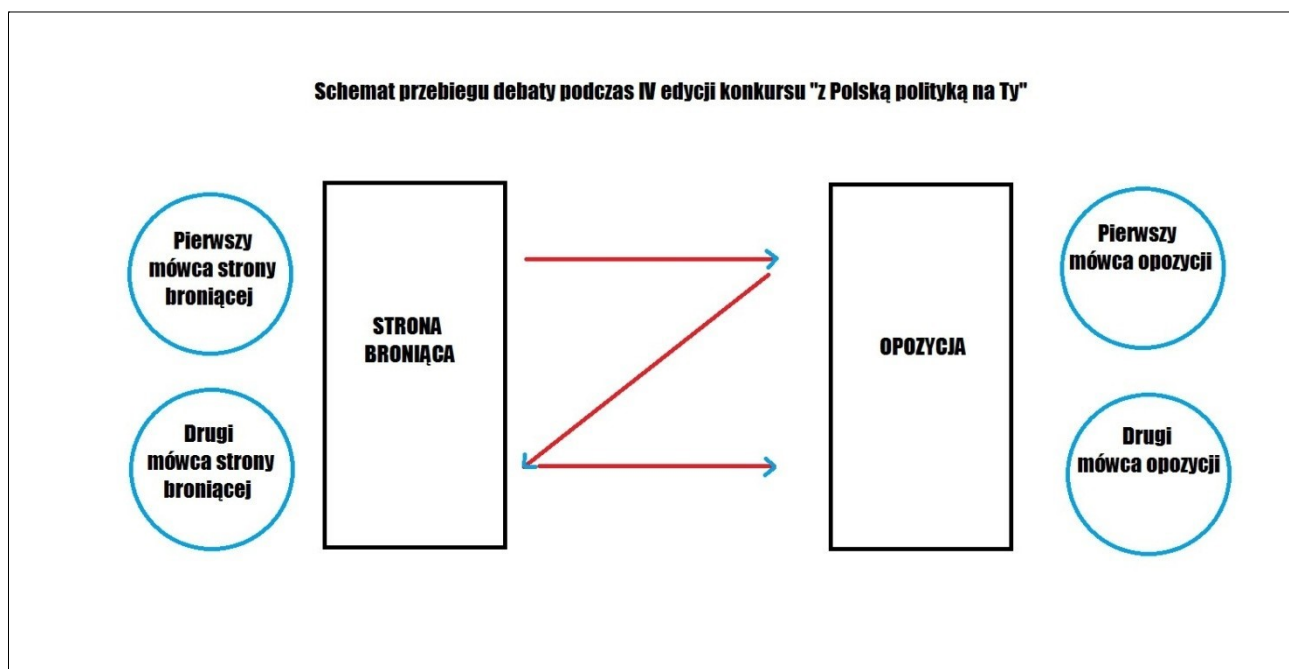 Schemat przebiegu debaty podczas IV edycji konkursu "z Polską polityką na Ty"
Pierwszy
mówca strony
broniącej
Drugi
mówca strony
broniącej
STRONA
BRONIĄCA
OPOZYCJA
Pierwszy
mówca opozycji
Drugi
mówca opozycji